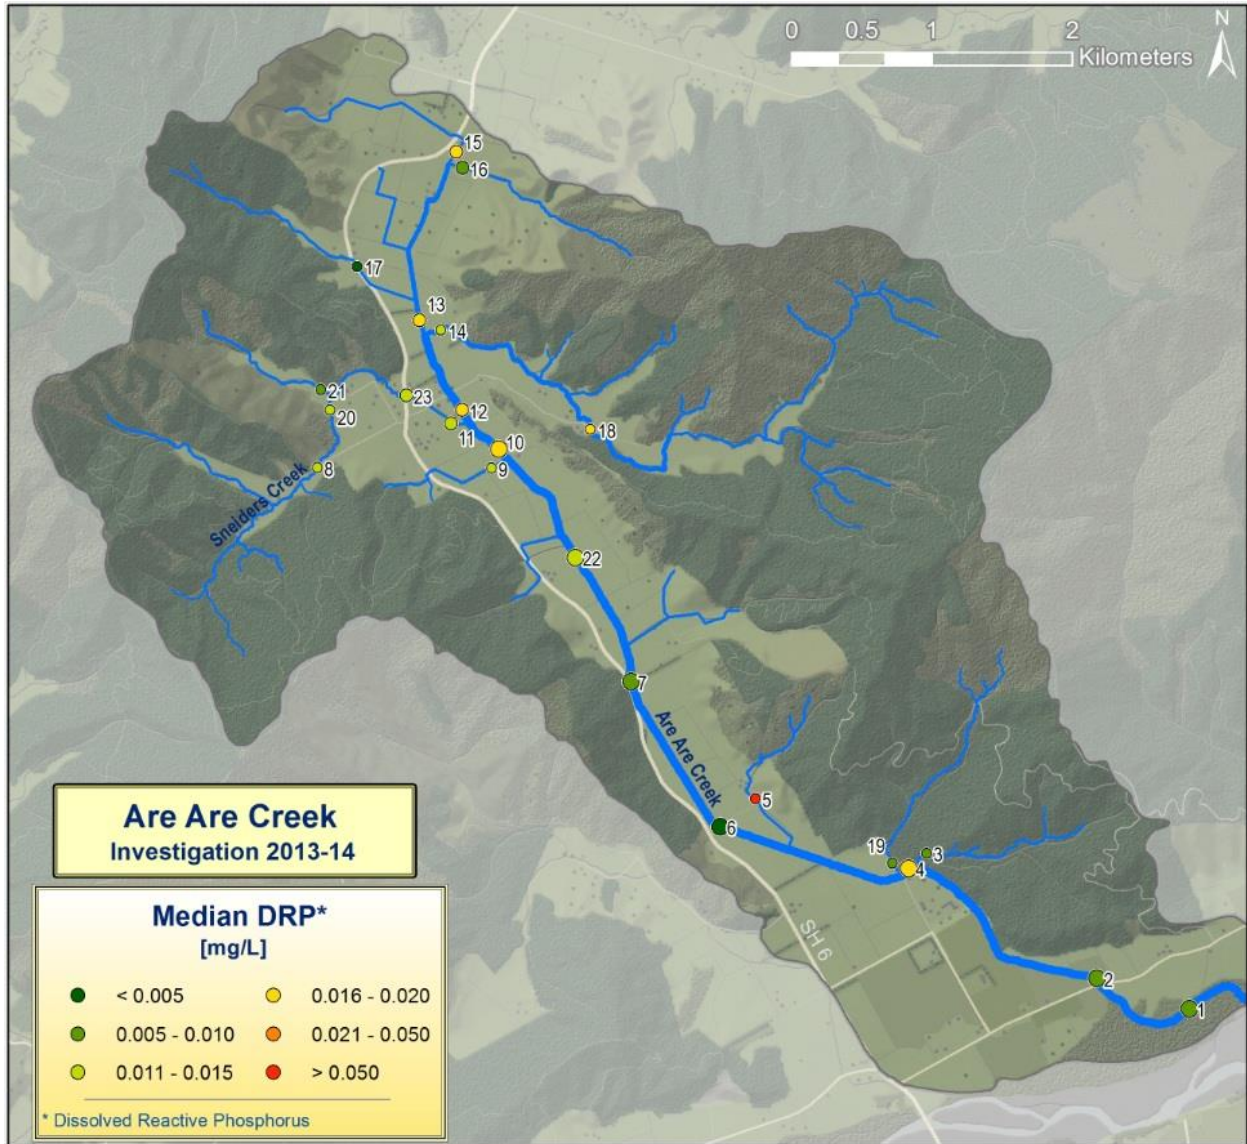 N
0 0.5 1 2
Kilometers
15
16
17
13
14
21
20
23
12
11
10
18
8
9
Sneiders Creek
22
7
Are Are Creek
5
6
19
3
4
SH 6
2
1
Are Are Creek
Investigation 2013-14
Median DRP*
[mg/L]
< 0.005 0.016 - 0.020
0.005 - 0.010 0.021 - 0.050
0.011 - 0.015 > 0.050
* Dissolved Reactive Phosphorus